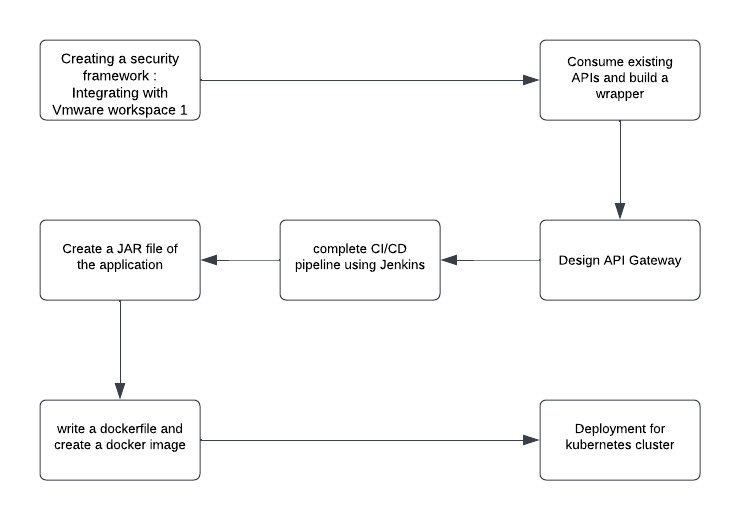 Creating a security
framework :
Integrating with
Vmware workspace 1
Consume existing
APIs and build a
wrapper
Design API Gateway
complete CI/CD
pipeline using Jenkins
Create a JAR file of
the application
write a dockerfile and
create a docker image
Deployment for
kubernetes cluster